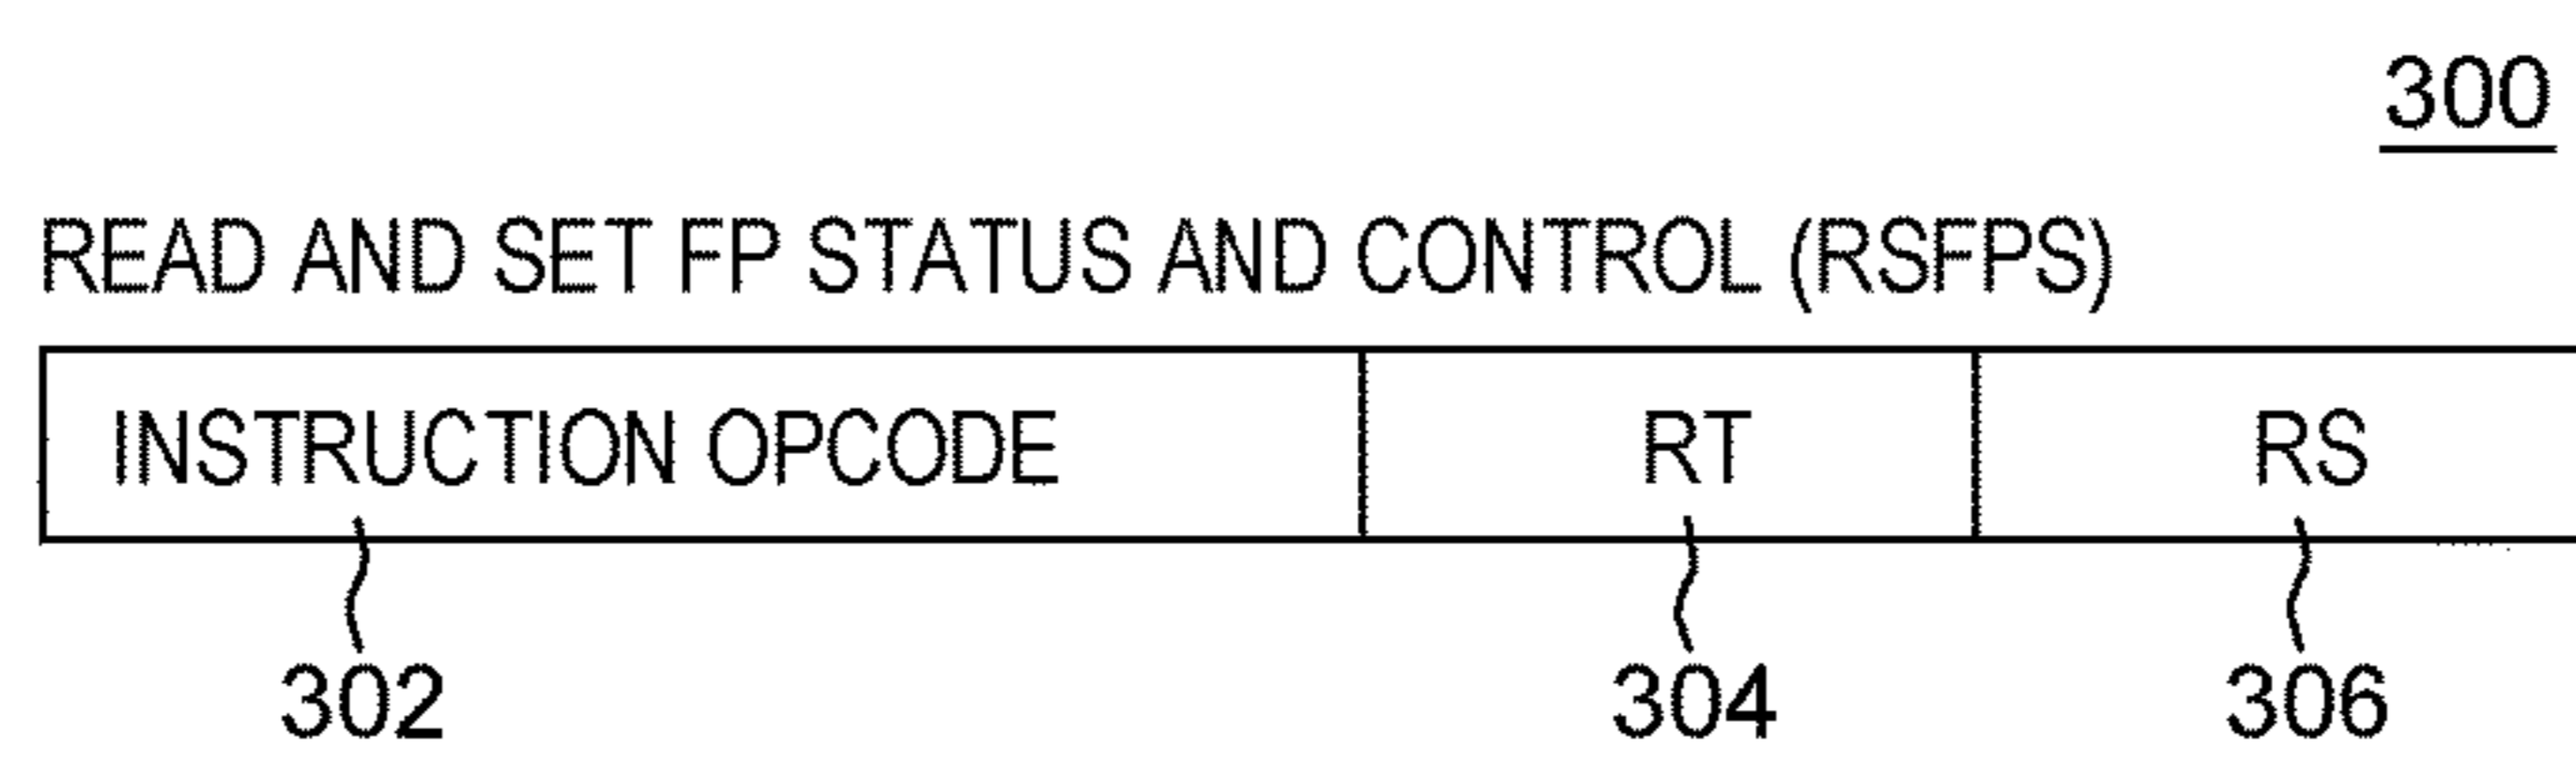 300
READ AND SET FP STATUS AND CONTROL (RSFPS)
INSTRUCTION OPCODE RT RS
302 304 306